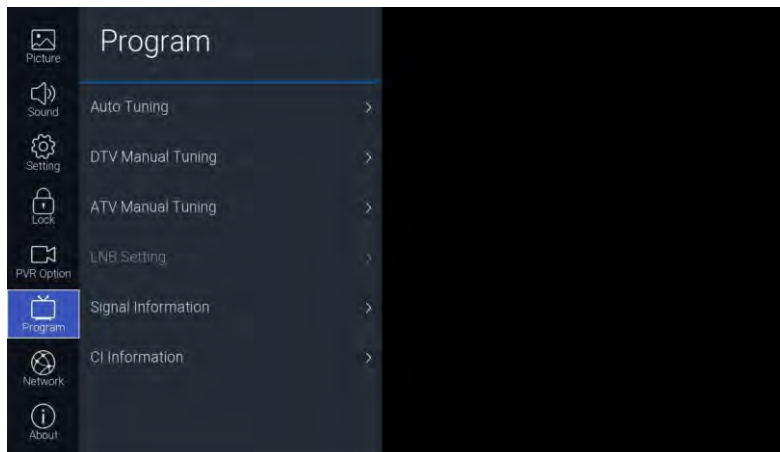 Program
Picture
Sound
Setting
Lock
PVR Option
Program
Network
About
Auto Tuning
DTV Manual Tuning
ATV Manual Tuning
LNB Setting
Signal Information
CI Information